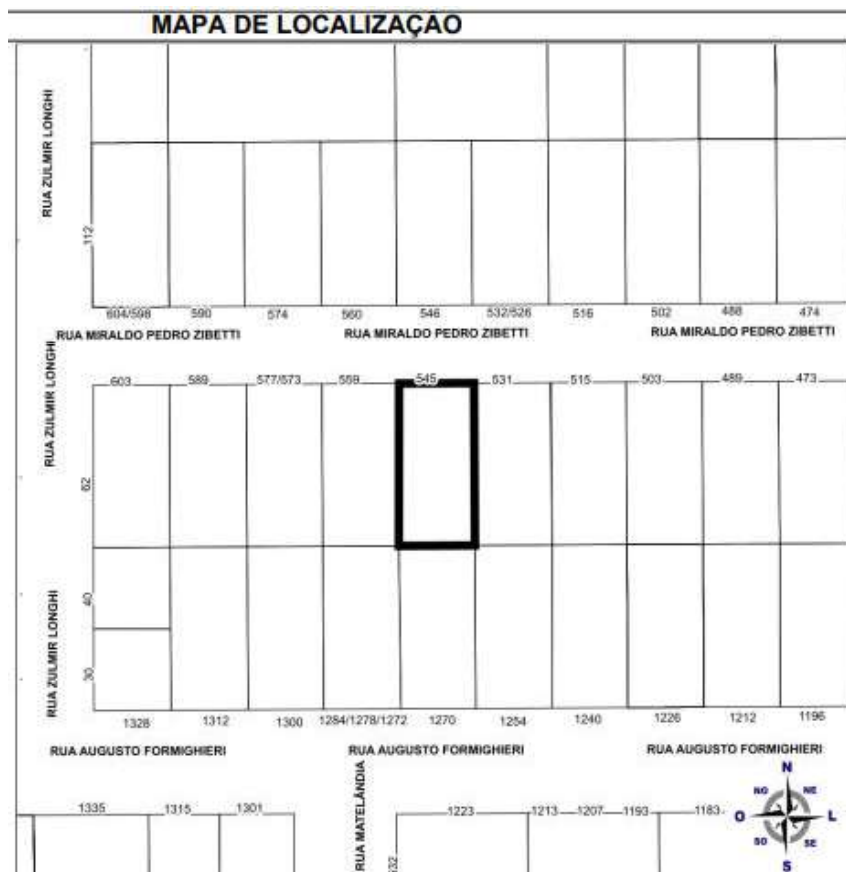 MAPA DE LOCALIZAÇÃO
RUA ZULMIR LONGHI
112
604/598 590 574 560 546 532/526 516 502 488 474
RUA MIRALDO PEDRO ZIBETTI RUA MIRALDO PEDRO ZIBETTI RUA MIRALDO PEDRO ZIBETTI
RUA ZULMIR LONGHI
603 589 577/573 559 545 531 515 503 489 473
62
RUA ZULMIR LONGHI
40
30
1328 1312 1300 1284/1278/1272 1270 1254 1240 1226 1212 1196
RUA AUGUSTO FORMIGHIERI RUA AUGUSTO FORMIGHIERI RUA AUGUSTO FORMIGHIERI
RUA MATELÂNDIA
1335 1315 1301 1223 1213 1207 1193 1183
N
NO NE
O L
SO SE
S